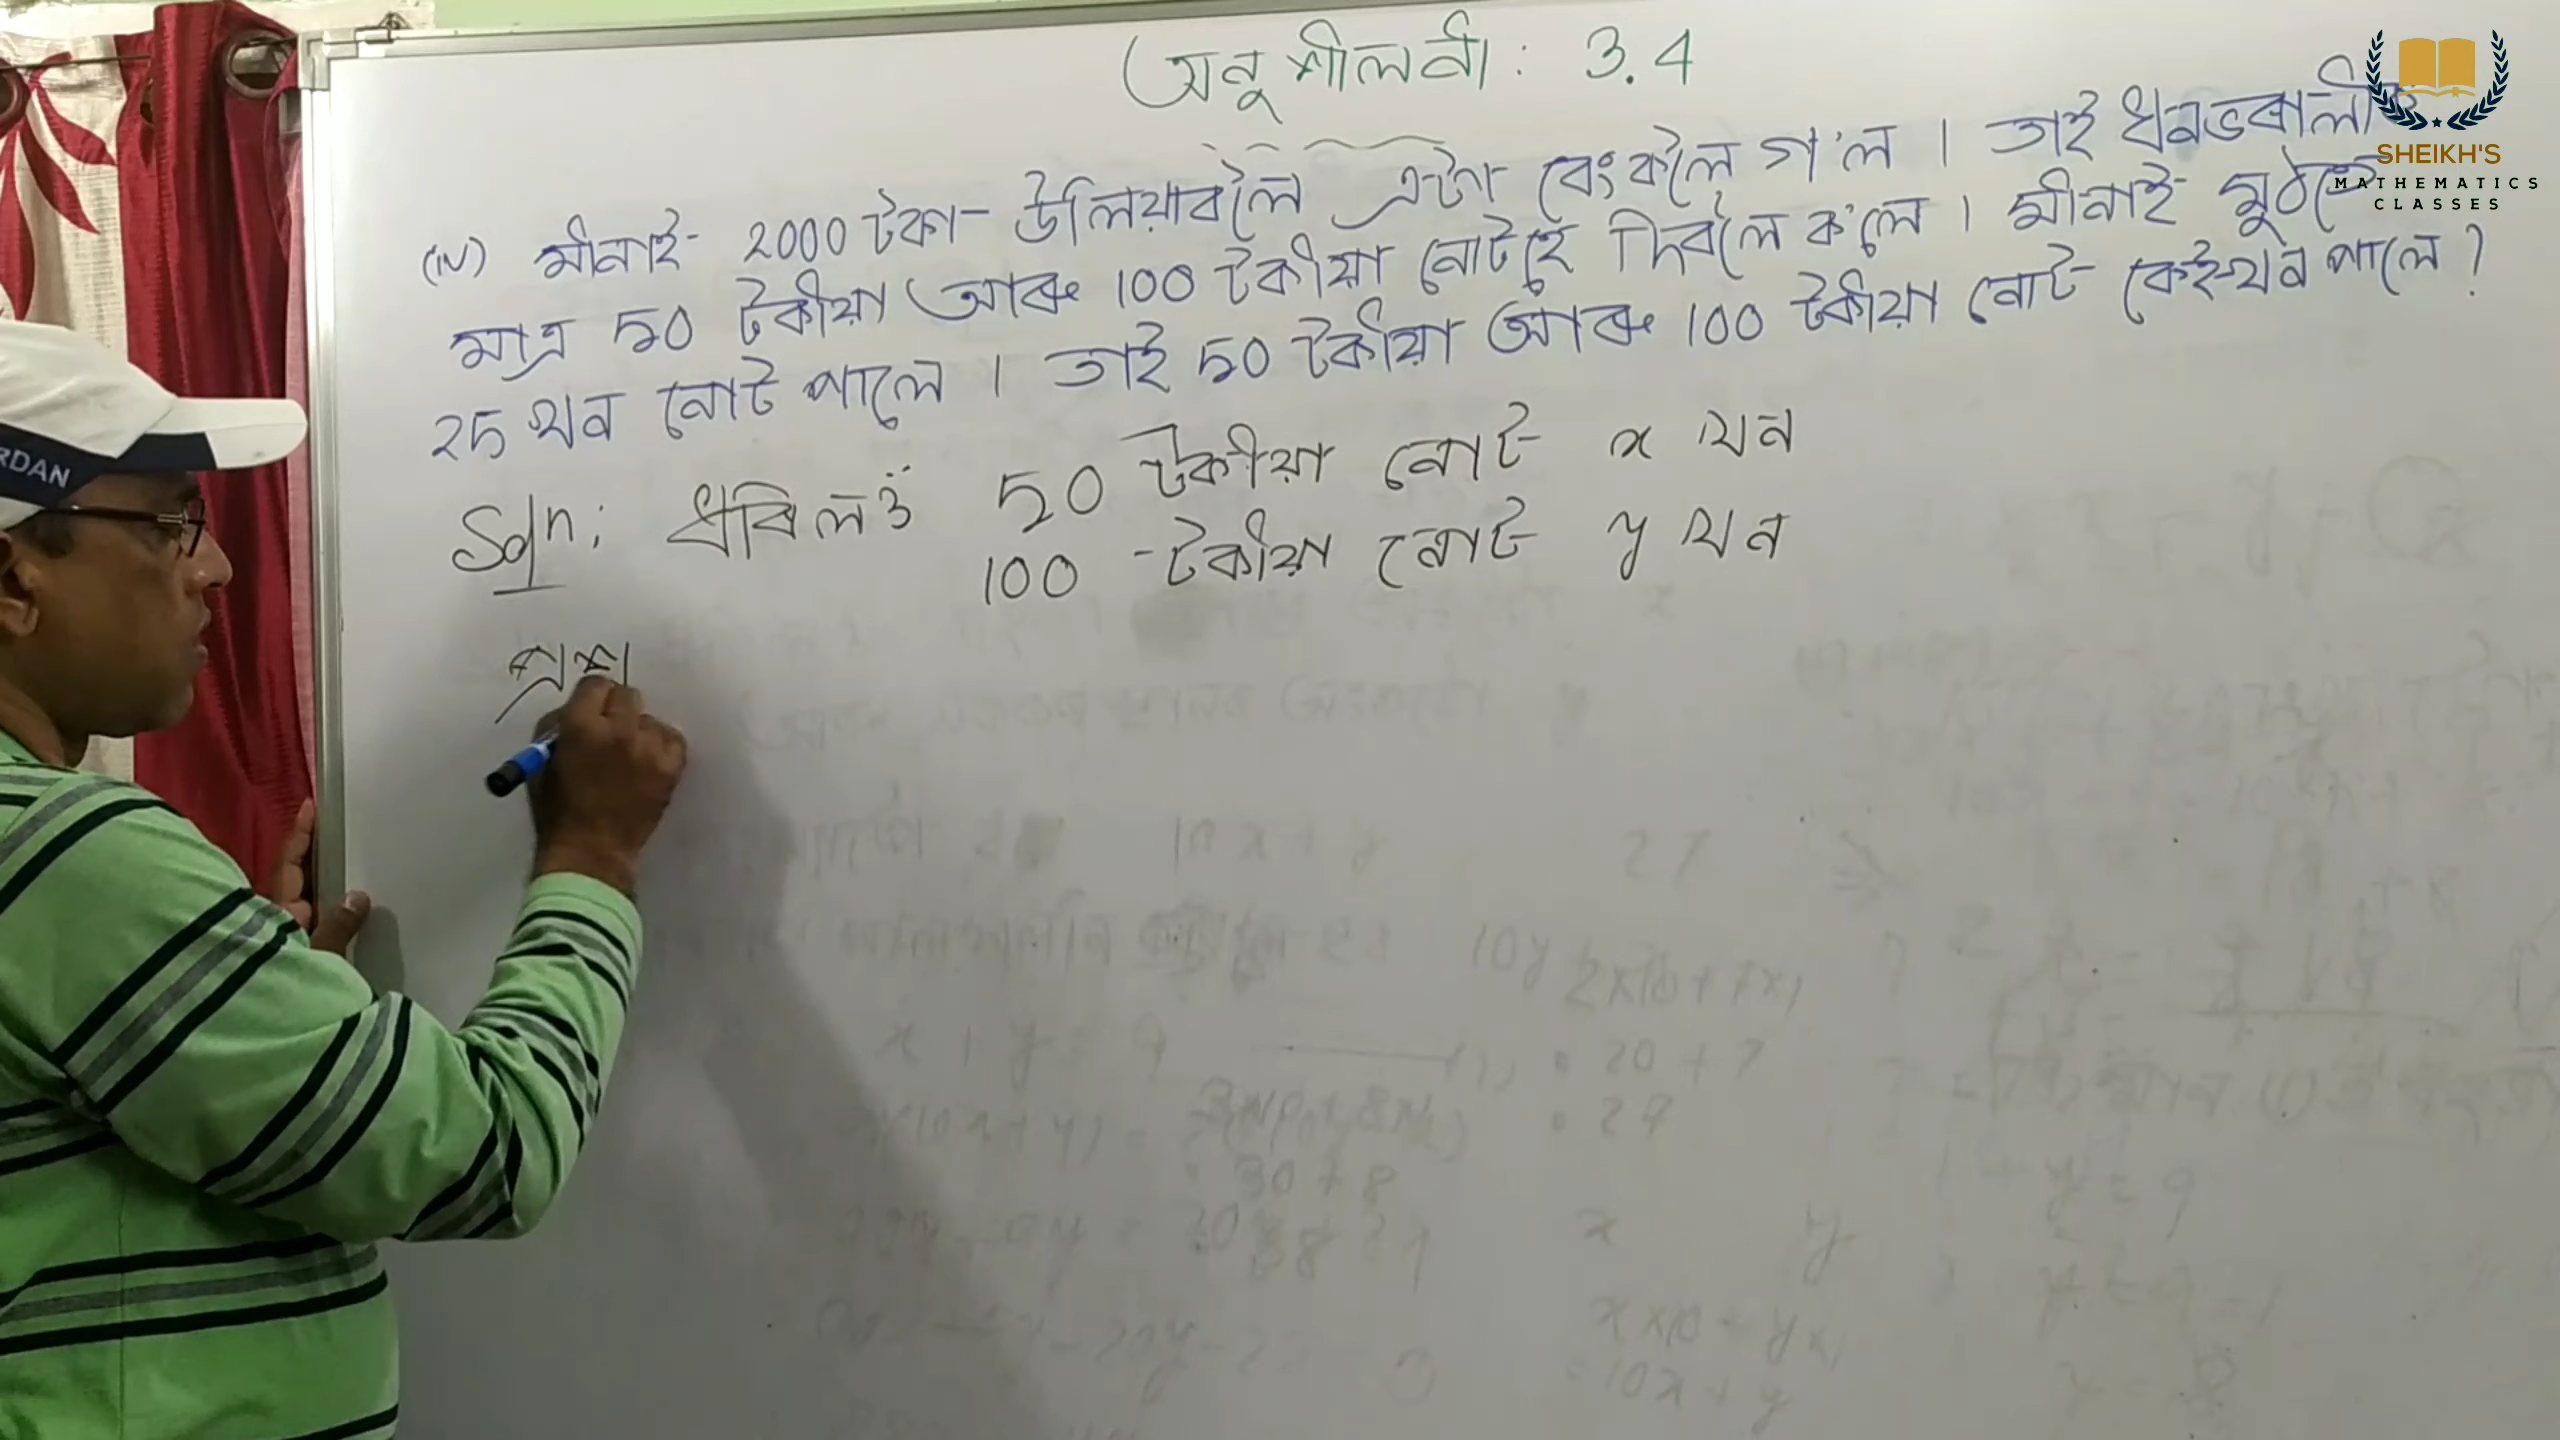 অনুশীলনী : 3.4
(iv) মীনাই 2000 টকা উলিয়াবলৈ এটা বেংকলৈ গ'ল । তাই ধনভৰালীক
মাত্ৰ 50 টকীয়া আৰু 100 টকীয়া নোটহে দিবলৈ ক'লে । মীনাই মুঠতে
25 খন নোট পালে । তাই 50 টকীয়া আৰু 100 টকীয়া নোট কেইখন পালে ?
Soln: ধৰিলওঁ 50 টকীয়া নোট x খন
100 টকীয়া নোট y খন
প্ৰশ্ন
SHEIKH'S
MATHEMATICS
CLASSES
RDAN